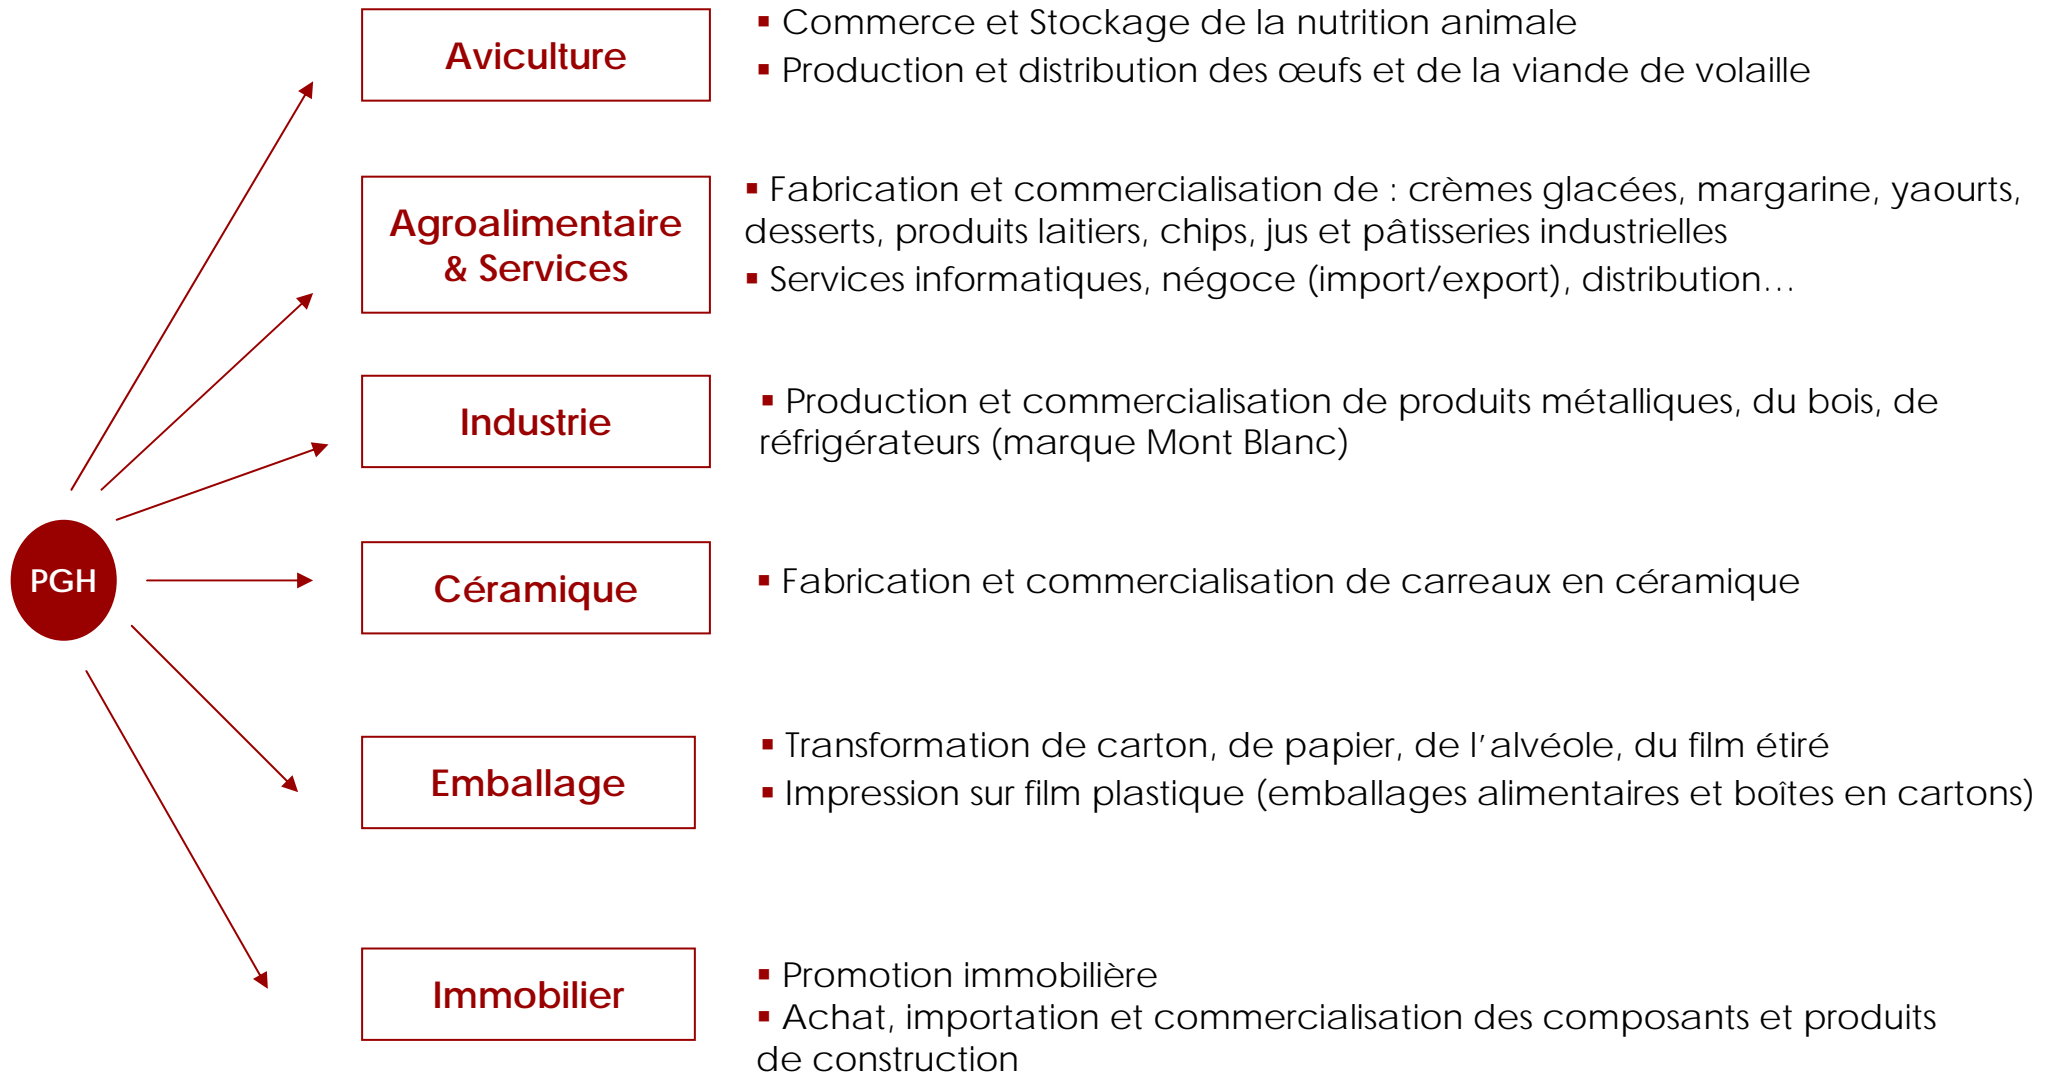 Aviculture
▪ Commerce et Stockage de la nutrition animale
▪ Production et distribution des œufs et de la viande de volaille
Agroalimentaire
& Services
▪ Fabrication et commercialisation de : crèmes glacées, margarine, yaourts,
desserts, produits laitiers, chips, jus et pâtisseries industrielles
▪ Services informatiques, négoce (import/export), distribution…
Industrie
▪ Production et commercialisation de produits métalliques, du bois, de
réfrigérateurs (marque Mont Blanc)
PGH
Céramique
▪ Fabrication et commercialisation de carreaux en céramique
Emballage
▪ Transformation de carton, de papier, de l’alvéole, du film étiré
▪ Impression sur film plastique (emballages alimentaires et boîtes en cartons)
Immobilier
▪ Promotion immobilière
▪ Achat, importation et commercialisation des composants et produits
de construction